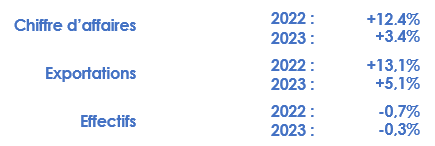 Chiffre d'affaires 2022 : +12.4%
2023 : +3.4%
Exportations 2022 : +13,1%
2023 : +5,1%
Effectifs 2022 : -0,7%
2023 : -0,3%